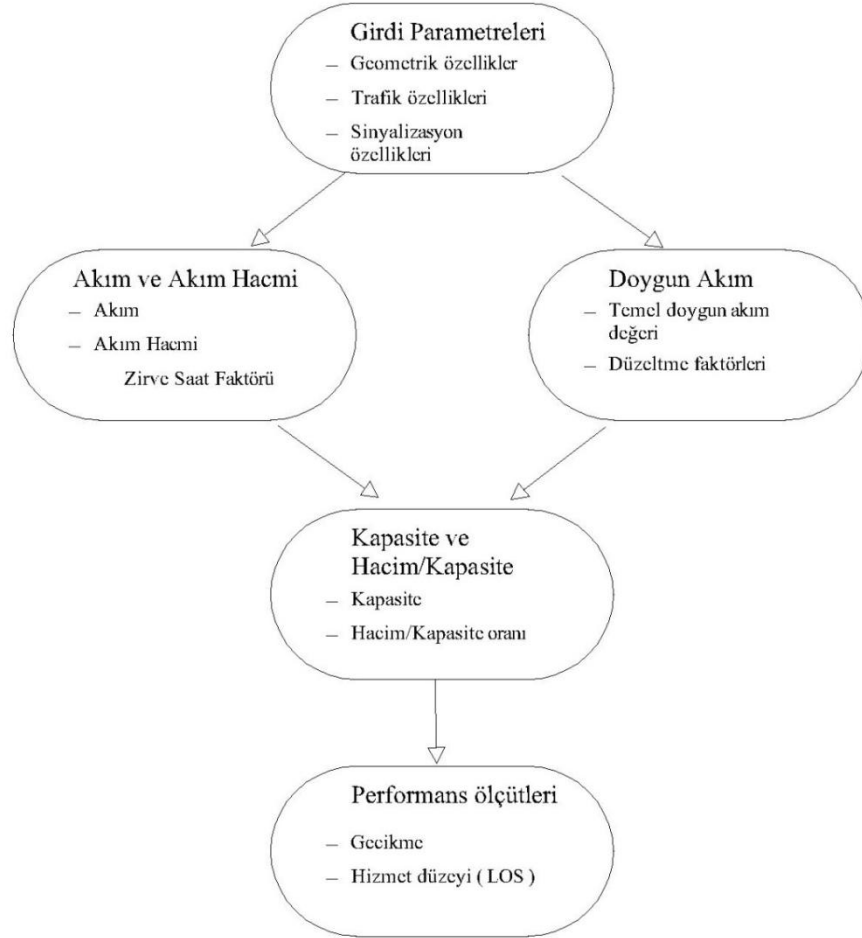 Girdi Parametreleri
– Geometrik özellikler
– Trafik özellikleri
– Sinyalizasyon
özellikleri
Akım ve Akım Hacmi
– Akım
– Akım Hacmi
Zirve Saat Faktörü
Doygun Akım
– Temel doygun akım
değeri
– Düzeltme faktörleri
Kapasite ve
Hacim/Kapasite
– Kapasite
– Hacim/Kapasite oranı
Performans ölçütleri
– Gecikme
– Hizmet düzeyi ( LOS )